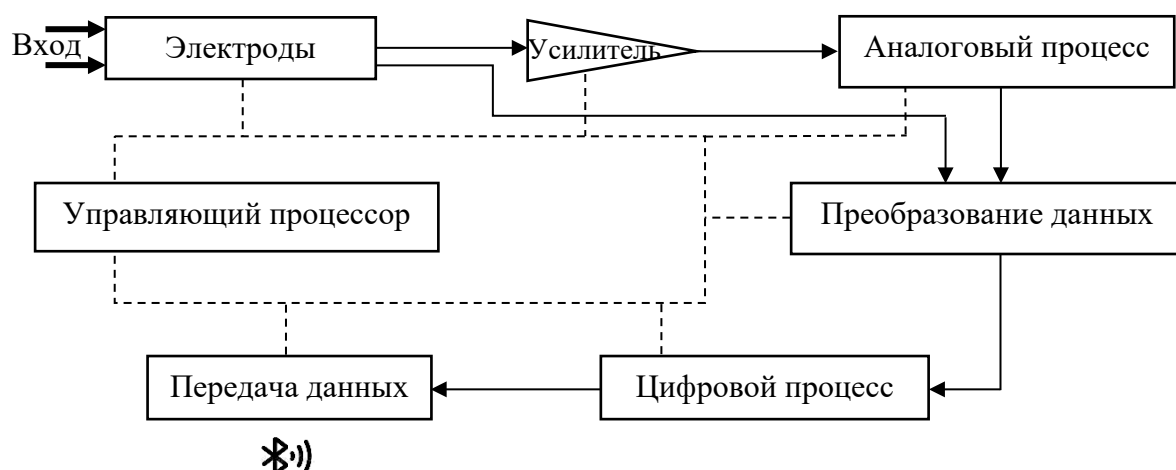 Вход
Электроды
Усилитель
Аналоговый процесс
Управляющий процессор
Преобразование данных
Передача данных
Цифровой процесс